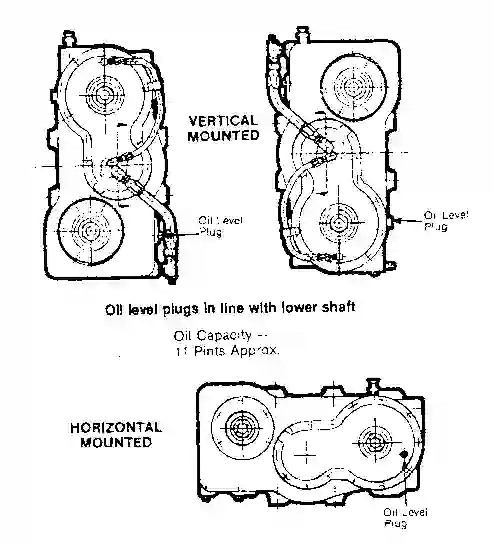 VERTICAL
MOUNTED
Oil Level
Plug
Oil Level
Plug
Oil level plugs in line with lower shaft
Oil Capacity --
11 Pints Approx.
HORIZONTAL
MOUNTED
Oil Level
Plug